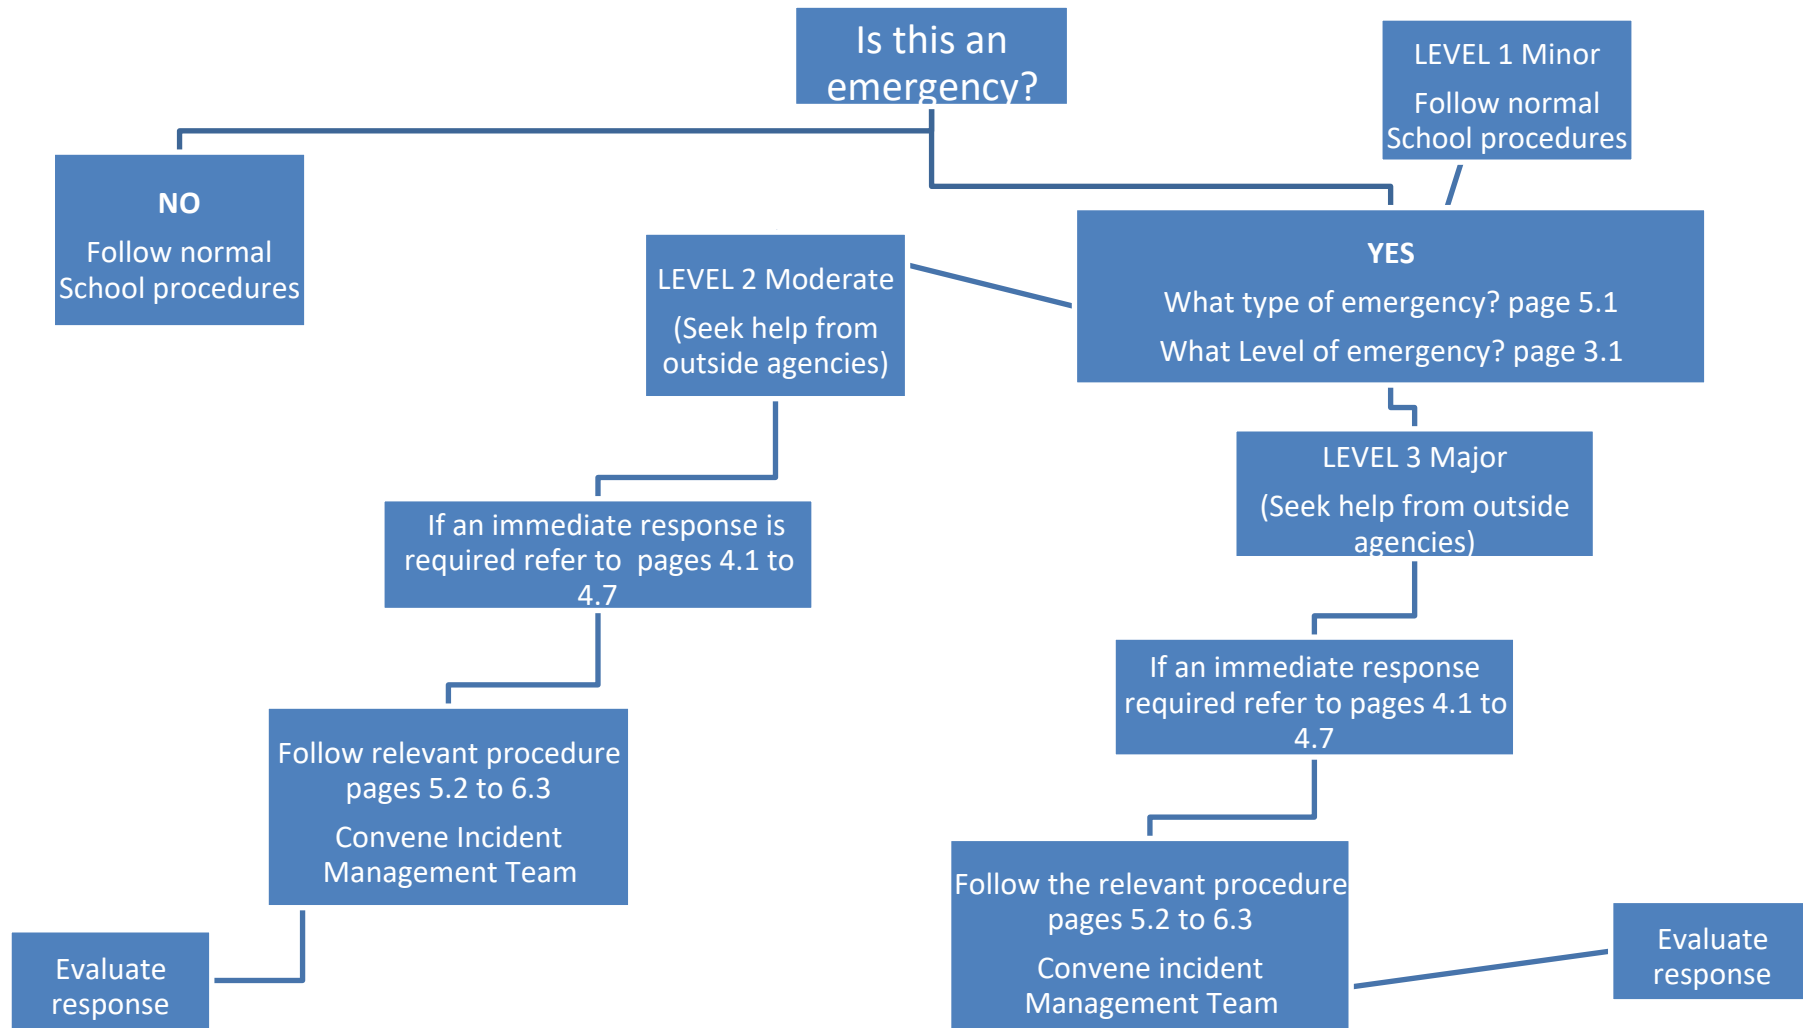 Is this an
emergency?
LEVEL 1 Minor
Follow normal
School procedures
NO
Follow normal
School procedures
LEVEL 2 Moderate
(Seek help from
outside agencies)
YES
What type of emergency? page 5.1
What Level of emergency? page 3.1
LEVEL 3 Major
(Seek help from outside
agencies)
If an immediate response is
required refer to  pages 4.1 to
4.7
If an immediate response
required refer to pages 4.1 to
4.7
Follow relevant procedure
pages 5.2 to 6.3
Convene Incident
Management Team
Follow the relevant procedure
pages 5.2 to 6.3
Convene incident
Management Team
Evaluate
response
Evaluate
response